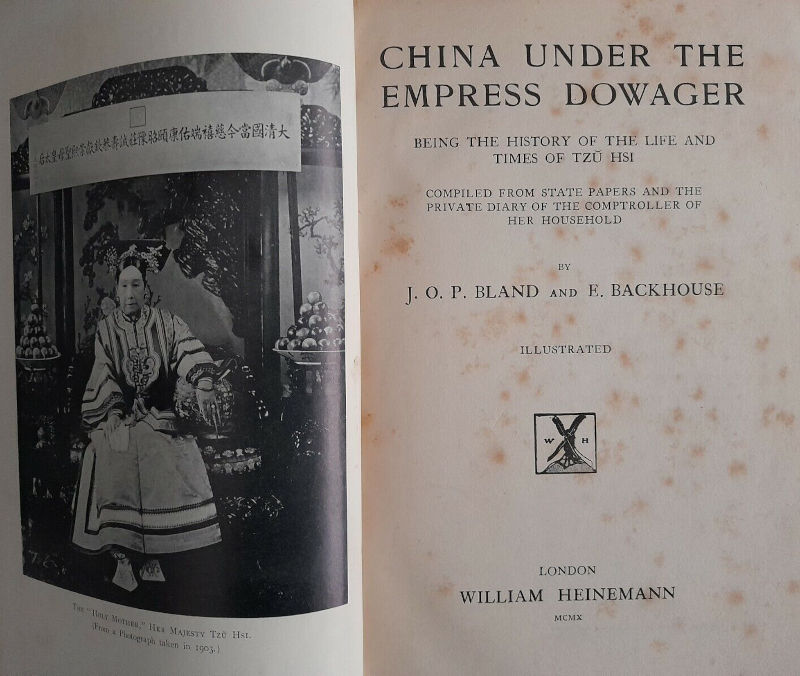 大清國當今慈禧端佑康頤昭豫莊誠壽恭欽獻崇熙聖母皇太后
THE "HOLY MOTHER," HER MAJESTY TZŬ HSI.
(From a Photograph taken in 1903.)
CHINA UNDER THE
EMPRESS DOWAGER
BEING THE HISTORY OF THE LIFE AND
TIMES OF TZŬ HSI
COMPILED FROM STATE PAPERS AND THE
PRIVATE DIARY OF THE COMPTROLLER OF
HER HOUSEHOLD
BY
J. O. P. BLAND AND E. BACKHOUSE
ILLUSTRATED
W H
LONDON
WILLIAM HEINEMANN
MCMX